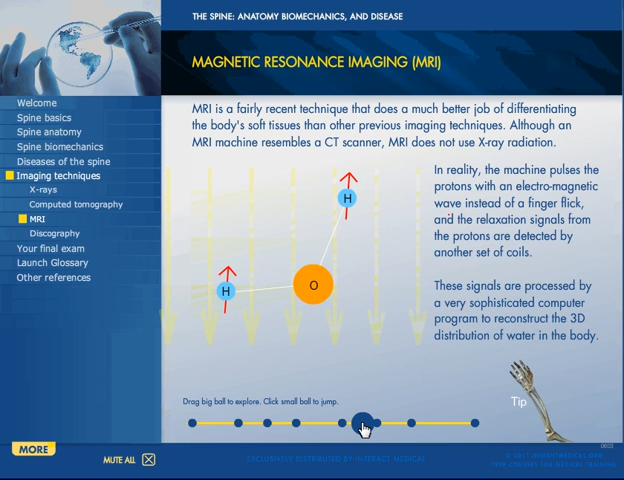 THE SPINE: ANATOMY BIOMECHANICS, AND DISEASE
MAGNETIC RESONANCE IMAGING (MRI)
Welcome
Spine basics
Spine anatomy
Spine biomechanics
Diseases of the spine
Imaging techniques
X-rays
Computed tomography
MRI
Discography
Your final exam
Launch Glossary
Other references
MRI is a fairly recent technique that does a much better job of differentiating
the body's soft tissues than other previous imaging techniques. Although an
MRI machine resembles a CT scanner, MRI does not use X-ray radiation.
H
H
O
In reality, the machine pulses the
protons with an electro-magnetic
wave instead of a finger flick,
and the relaxation signals from
the protons are detected by
another set of coils.
These signals are processed by
a very sophisticated computer
program to reconstruct the 3D
distribution of water in the body.
Tip
Drag big ball to explore. Click small ball to jump.
MORE
MUTE ALL
EXCLUSIVELY DISTRIBUTED BY INTERACT MEDICAL